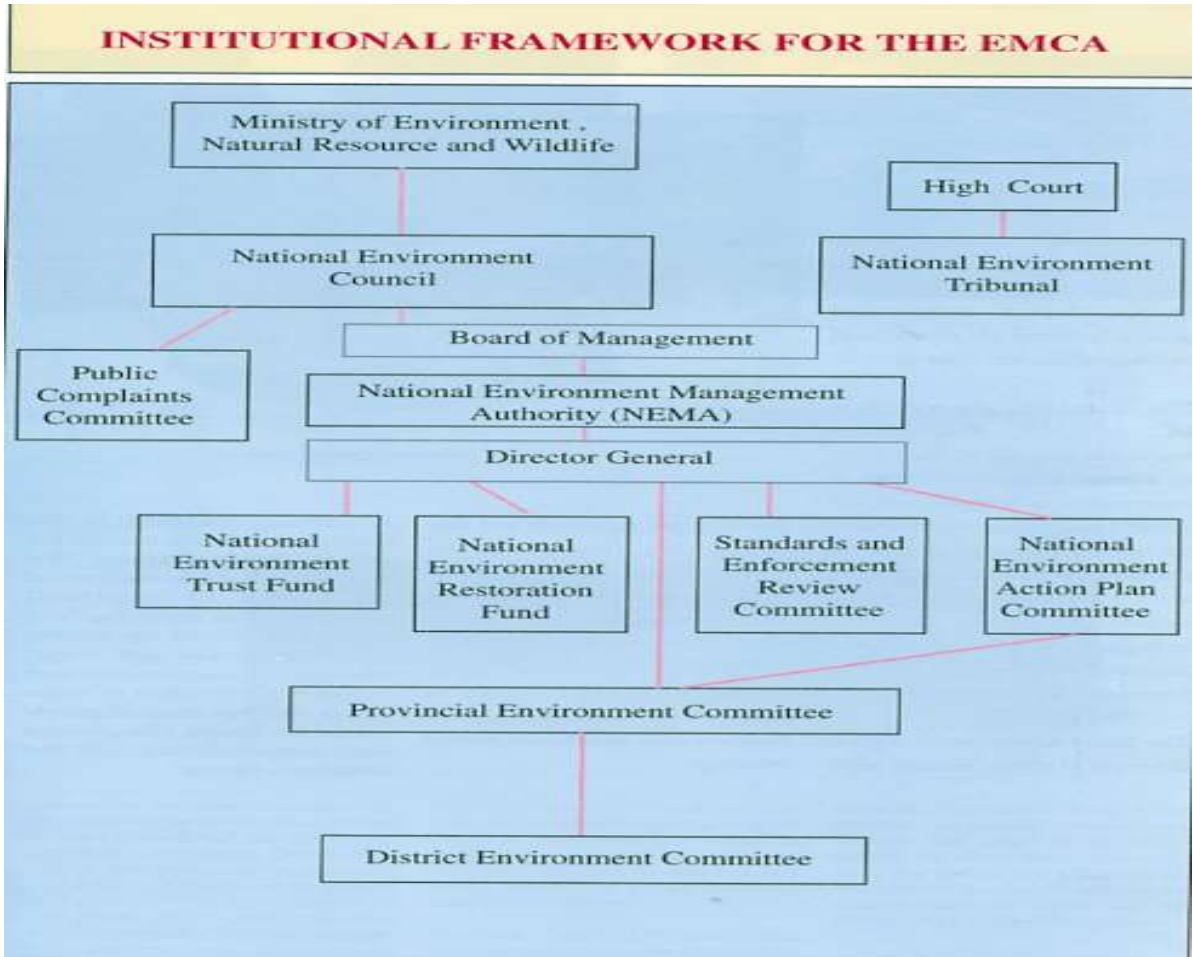 INSTITUTIONAL FRAMEWORK FOR THE EMCA
Ministry of Environment ,
Natural Resource and Wildlife
High Court
National Environment
Council
National Environment
Tribunal
Board of Management
Public
Complaints
Committee
National Environment Management
Authority (NEMA)
Director General
National
Environment
Trust Fund
National
Environment
Restoration
Fund
Standards and
Enforcement
Review
Committee
National
Environment
Action Plan
Committee
Provincial Environment Committee
District Environment Committee